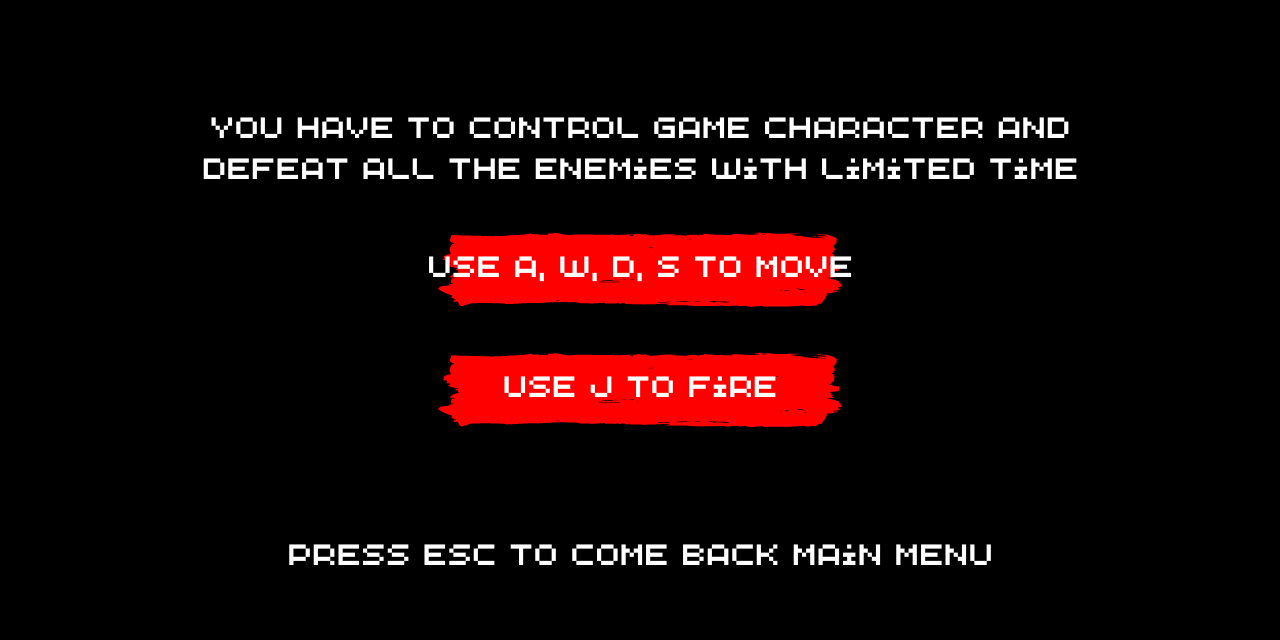 YOU HAVE TO CONTROL GAME CHARACTER AND
DEFEAT ALL THE ENEMiES WiTH LiMiTED TiME
USE A, W, D, S TO MOVE
USE J TO FiRE
PRESS ESC TO COME BACK MAiN MENU